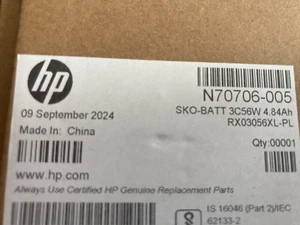 hp
N70706-005
09 September 2024
SKO-BATT 3C56W 4.84Ah
Made In: China
RX03056XL-PL
Qty:00001
www.hp.com
Always Use Certified HP Genuine Replacement Parts
IS 16046 (Part 2)/IEC
62133-2